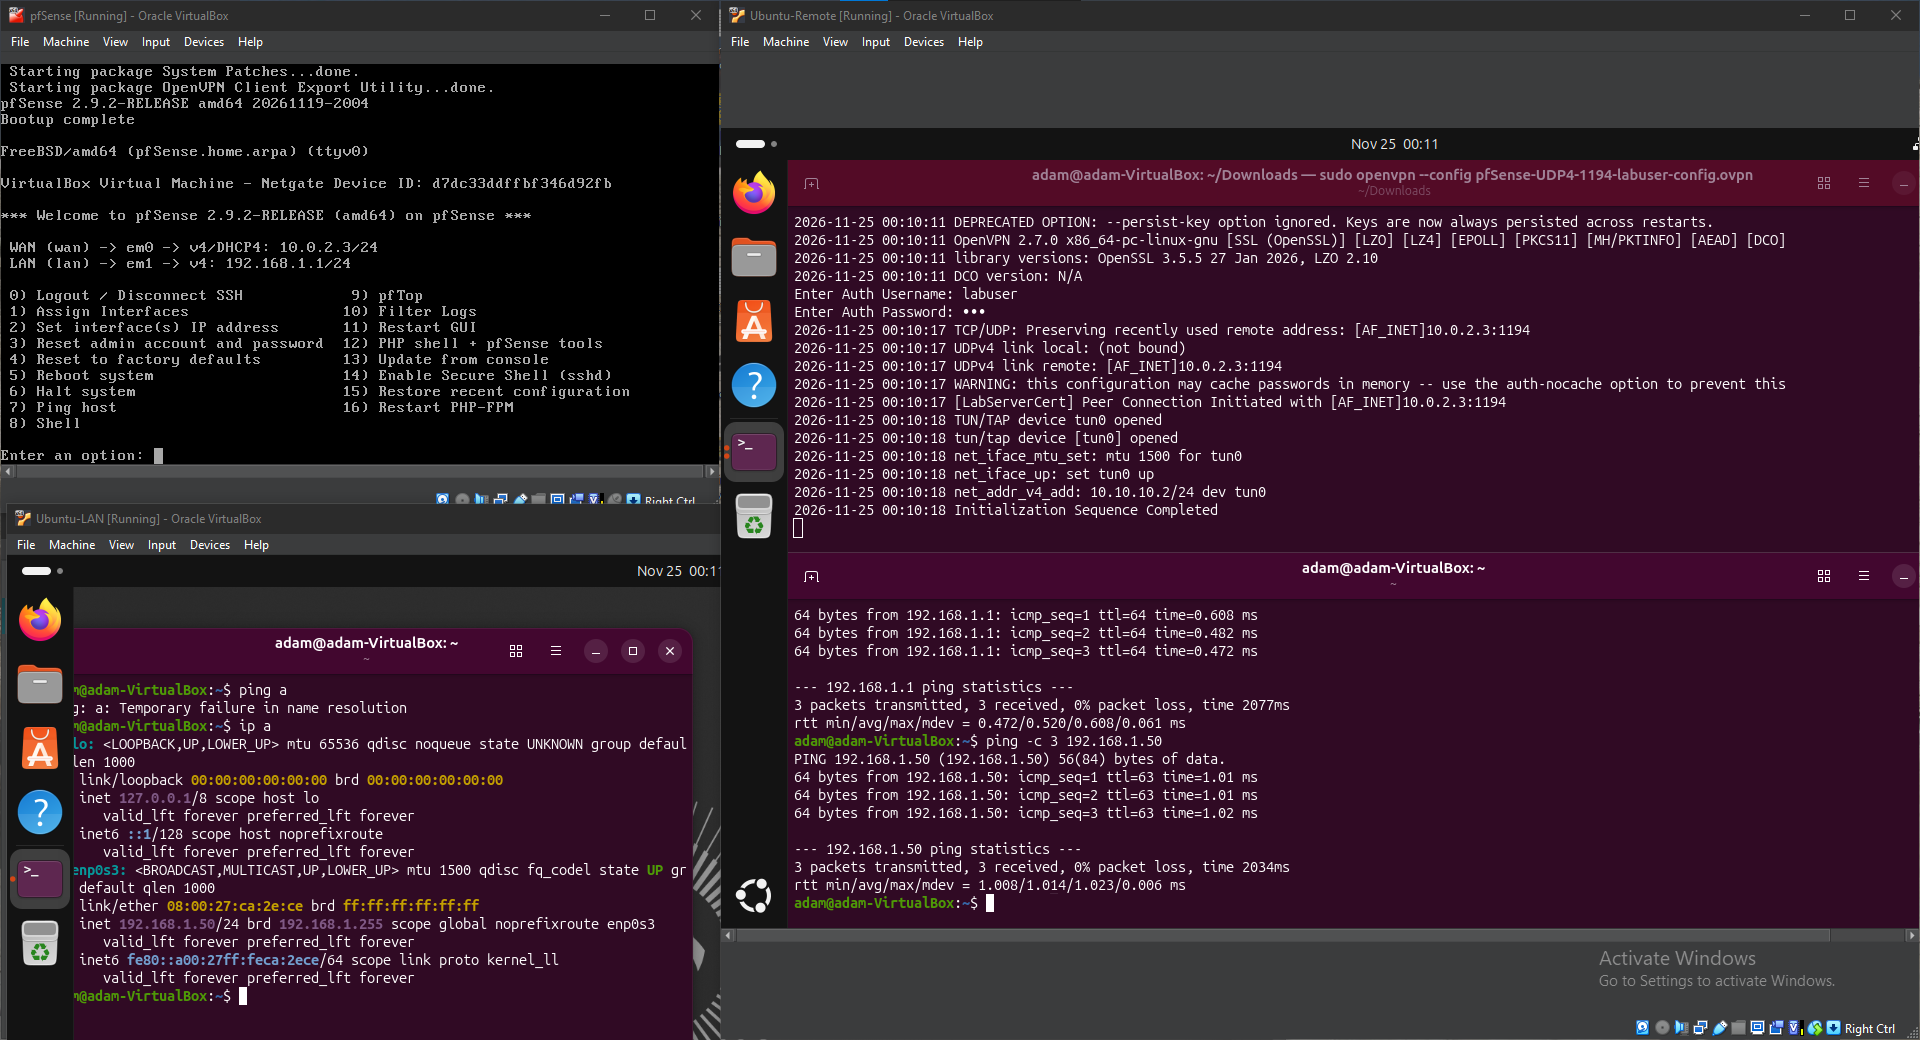 pfSense [Running] - Oracle VirtualBox
File Machine View Input Devices Help
Starting package System Patches...done.
Starting package OpenVPN Client Export Utility...done.
pfSense 2.9.2-RELEASE amd64 20261119-2004
Bootup complete
FreeBSD/amd64 (pfSense.home.arpa) (ttyv0)
VirtualBox Virtual Machine - Netgate Device ID: d7dc33ddffbf346d92fb
*** Welcome to pfSense 2.9.2-RELEASE (amd64) on pfSense ***
WAN (wan) -> em0 -> v4/DHCP4: 10.0.2.3/24
LAN (lan) -> em1 -> v4: 192.168.1.1/24
0) Logout / Disconnect SSH 9) pfTop
1) Assign Interfaces 10) Filter Logs
2) Set interface(s) IP address 11) Restart GUI
3) Reset admin account and password 12) PHP shell + pfSense tools
4) Reset to factory defaults 13) Update from console
5) Reboot system 14) Enable Secure Shell (sshd)
6) Halt system 15) Restore recent configuration
7) Ping host 16) Restart PHP-FPM
8) Shell
Enter an option:
Right Ctrl
Ubuntu-LAN [Running] - Oracle VirtualBox
File Machine View Input Devices Help
Nov 25 00:11
adam@adam-VirtualBox: ~
~
m@adam-VirtualBox:~$ ping a
g: a: Temporary failure in name resolution
m@adam-VirtualBox:~$ ip a
lo: <LOOPBACK,UP,LOWER_UP> mtu 65536 qdisc noqueue state UNKNOWN group defaul
len 1000
link/loopback 00:00:00:00:00:00 brd 00:00:00:00:00:00
inet 127.0.0.1/8 scope host lo
valid_lft forever preferred_lft forever
inet6 ::1/128 scope host noprefixroute
valid_lft forever preferred_lft forever
enp0s3: <BROADCAST,MULTICAST,UP,LOWER_UP> mtu 1500 qdisc fq_codel state UP gr
default qlen 1000
link/ether 08:00:27:ca:2e:ce brd ff:ff:ff:ff:ff:ff
inet 192.168.1.50/24 brd 192.168.1.255 scope global noprefixroute enp0s3
valid_lft forever preferred_lft forever
inet6 fe80::a00:27ff:feca:2ece/64 scope link proto kernel_ll
valid_lft forever preferred_lft forever
m@adam-VirtualBox:~$
Ubuntu-Remote [Running] - Oracle VirtualBox
File Machine View Input Devices Help
Nov 25 00:11
adam@adam-VirtualBox: ~/Downloads — sudo openvpn --config pfSense-UDP4-1194-labuser-config.ovpn
~/Downloads
2026-11-25 00:10:11 DEPRECATED OPTION: --persist-key option ignored. Keys are now always persisted across restarts.
2026-11-25 00:10:11 OpenVPN 2.7.0 x86_64-pc-linux-gnu [SSL (OpenSSL)] [LZO] [LZ4] [EPOLL] [PKCS11] [MH/PKTINFO] [AEAD] [DCO]
2026-11-25 00:10:11 library versions: OpenSSL 3.5.5 27 Jan 2026, LZO 2.10
2026-11-25 00:10:11 DCO version: N/A
Enter Auth Username: labuser
Enter Auth Password: •••
2026-11-25 00:10:17 TCP/UDP: Preserving recently used remote address: [AF_INET]10.0.2.3:1194
2026-11-25 00:10:17 UDPv4 link local: (not bound)
2026-11-25 00:10:17 UDPv4 link remote: [AF_INET]10.0.2.3:1194
2026-11-25 00:10:17 WARNING: this configuration may cache passwords in memory -- use the auth-nocache option to prevent this
2026-11-25 00:10:17 [LabServerCert] Peer Connection Initiated with [AF_INET]10.0.2.3:1194
2026-11-25 00:10:18 TUN/TAP device tun0 opened
2026-11-25 00:10:18 tun/tap device [tun0] opened
2026-11-25 00:10:18 net_iface_mtu_set: mtu 1500 for tun0
2026-11-25 00:10:18 net_iface_up: set tun0 up
2026-11-25 00:10:18 net_addr_v4_add: 10.10.10.2/24 dev tun0
2026-11-25 00:10:18 Initialization Sequence Completed
adam@adam-VirtualBox: ~
~
64 bytes from 192.168.1.1: icmp_seq=1 ttl=64 time=0.608 ms
64 bytes from 192.168.1.1: icmp_seq=2 ttl=64 time=0.482 ms
64 bytes from 192.168.1.1: icmp_seq=3 ttl=64 time=0.472 ms
--- 192.168.1.1 ping statistics ---
3 packets transmitted, 3 received, 0% packet loss, time 2077ms
rtt min/avg/max/mdev = 0.472/0.520/0.608/0.061 ms
adam@adam-VirtualBox:~$ ping -c 3 192.168.1.50
PING 192.168.1.50 (192.168.1.50) 56(84) bytes of data.
64 bytes from 192.168.1.50: icmp_seq=1 ttl=63 time=1.01 ms
64 bytes from 192.168.1.50: icmp_seq=2 ttl=63 time=1.01 ms
64 bytes from 192.168.1.50: icmp_seq=3 ttl=63 time=1.02 ms
--- 192.168.1.50 ping statistics ---
3 packets transmitted, 3 received, 0% packet loss, time 2034ms
rtt min/avg/max/mdev = 1.008/1.014/1.023/0.006 ms
adam@adam-VirtualBox:~$
Activate Windows
Go to Settings to activate Windows.
Right Ctrl